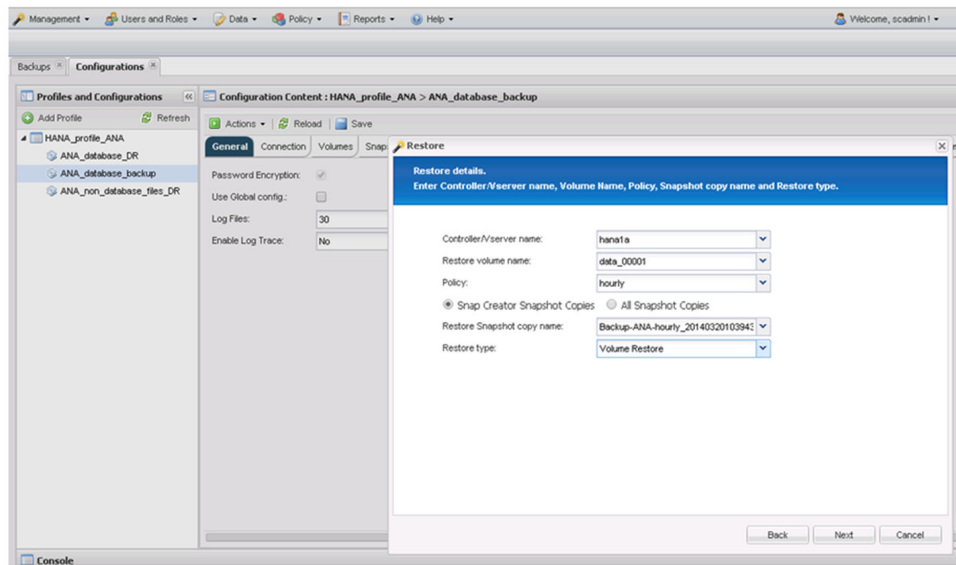 Management Users and Roles Data Policy Reports Help Welcome, scadmin !
Backups Configurations
Profiles and Configurations
Add Profile Refresh
HANA_profile_ANA
ANA_database_DR
ANA_database_backup
ANA_non_database_files_DR
Configuration Content : HANA_profile_ANA > ANA_database_backup
Actions Reload Save
General Connection Volumes Snap
Password Encryption:
Use Global config.:
Log Files: 30
Enable Log Trace: No
Restore
Restore details.
Enter Controller/Vserver name, Volume Name, Policy, Snapshot copy name and Restore type.
Controller/Vserver name: hana1a
Restore volume name: data_00001
Policy: hourly
Snap Creator Snapshot Copies All Snapshot Copies
Restore Snapshot copy name: Backup-ANA-hourly_20140320103943
Restore type: Volume Restore
Back Next Cancel
Console